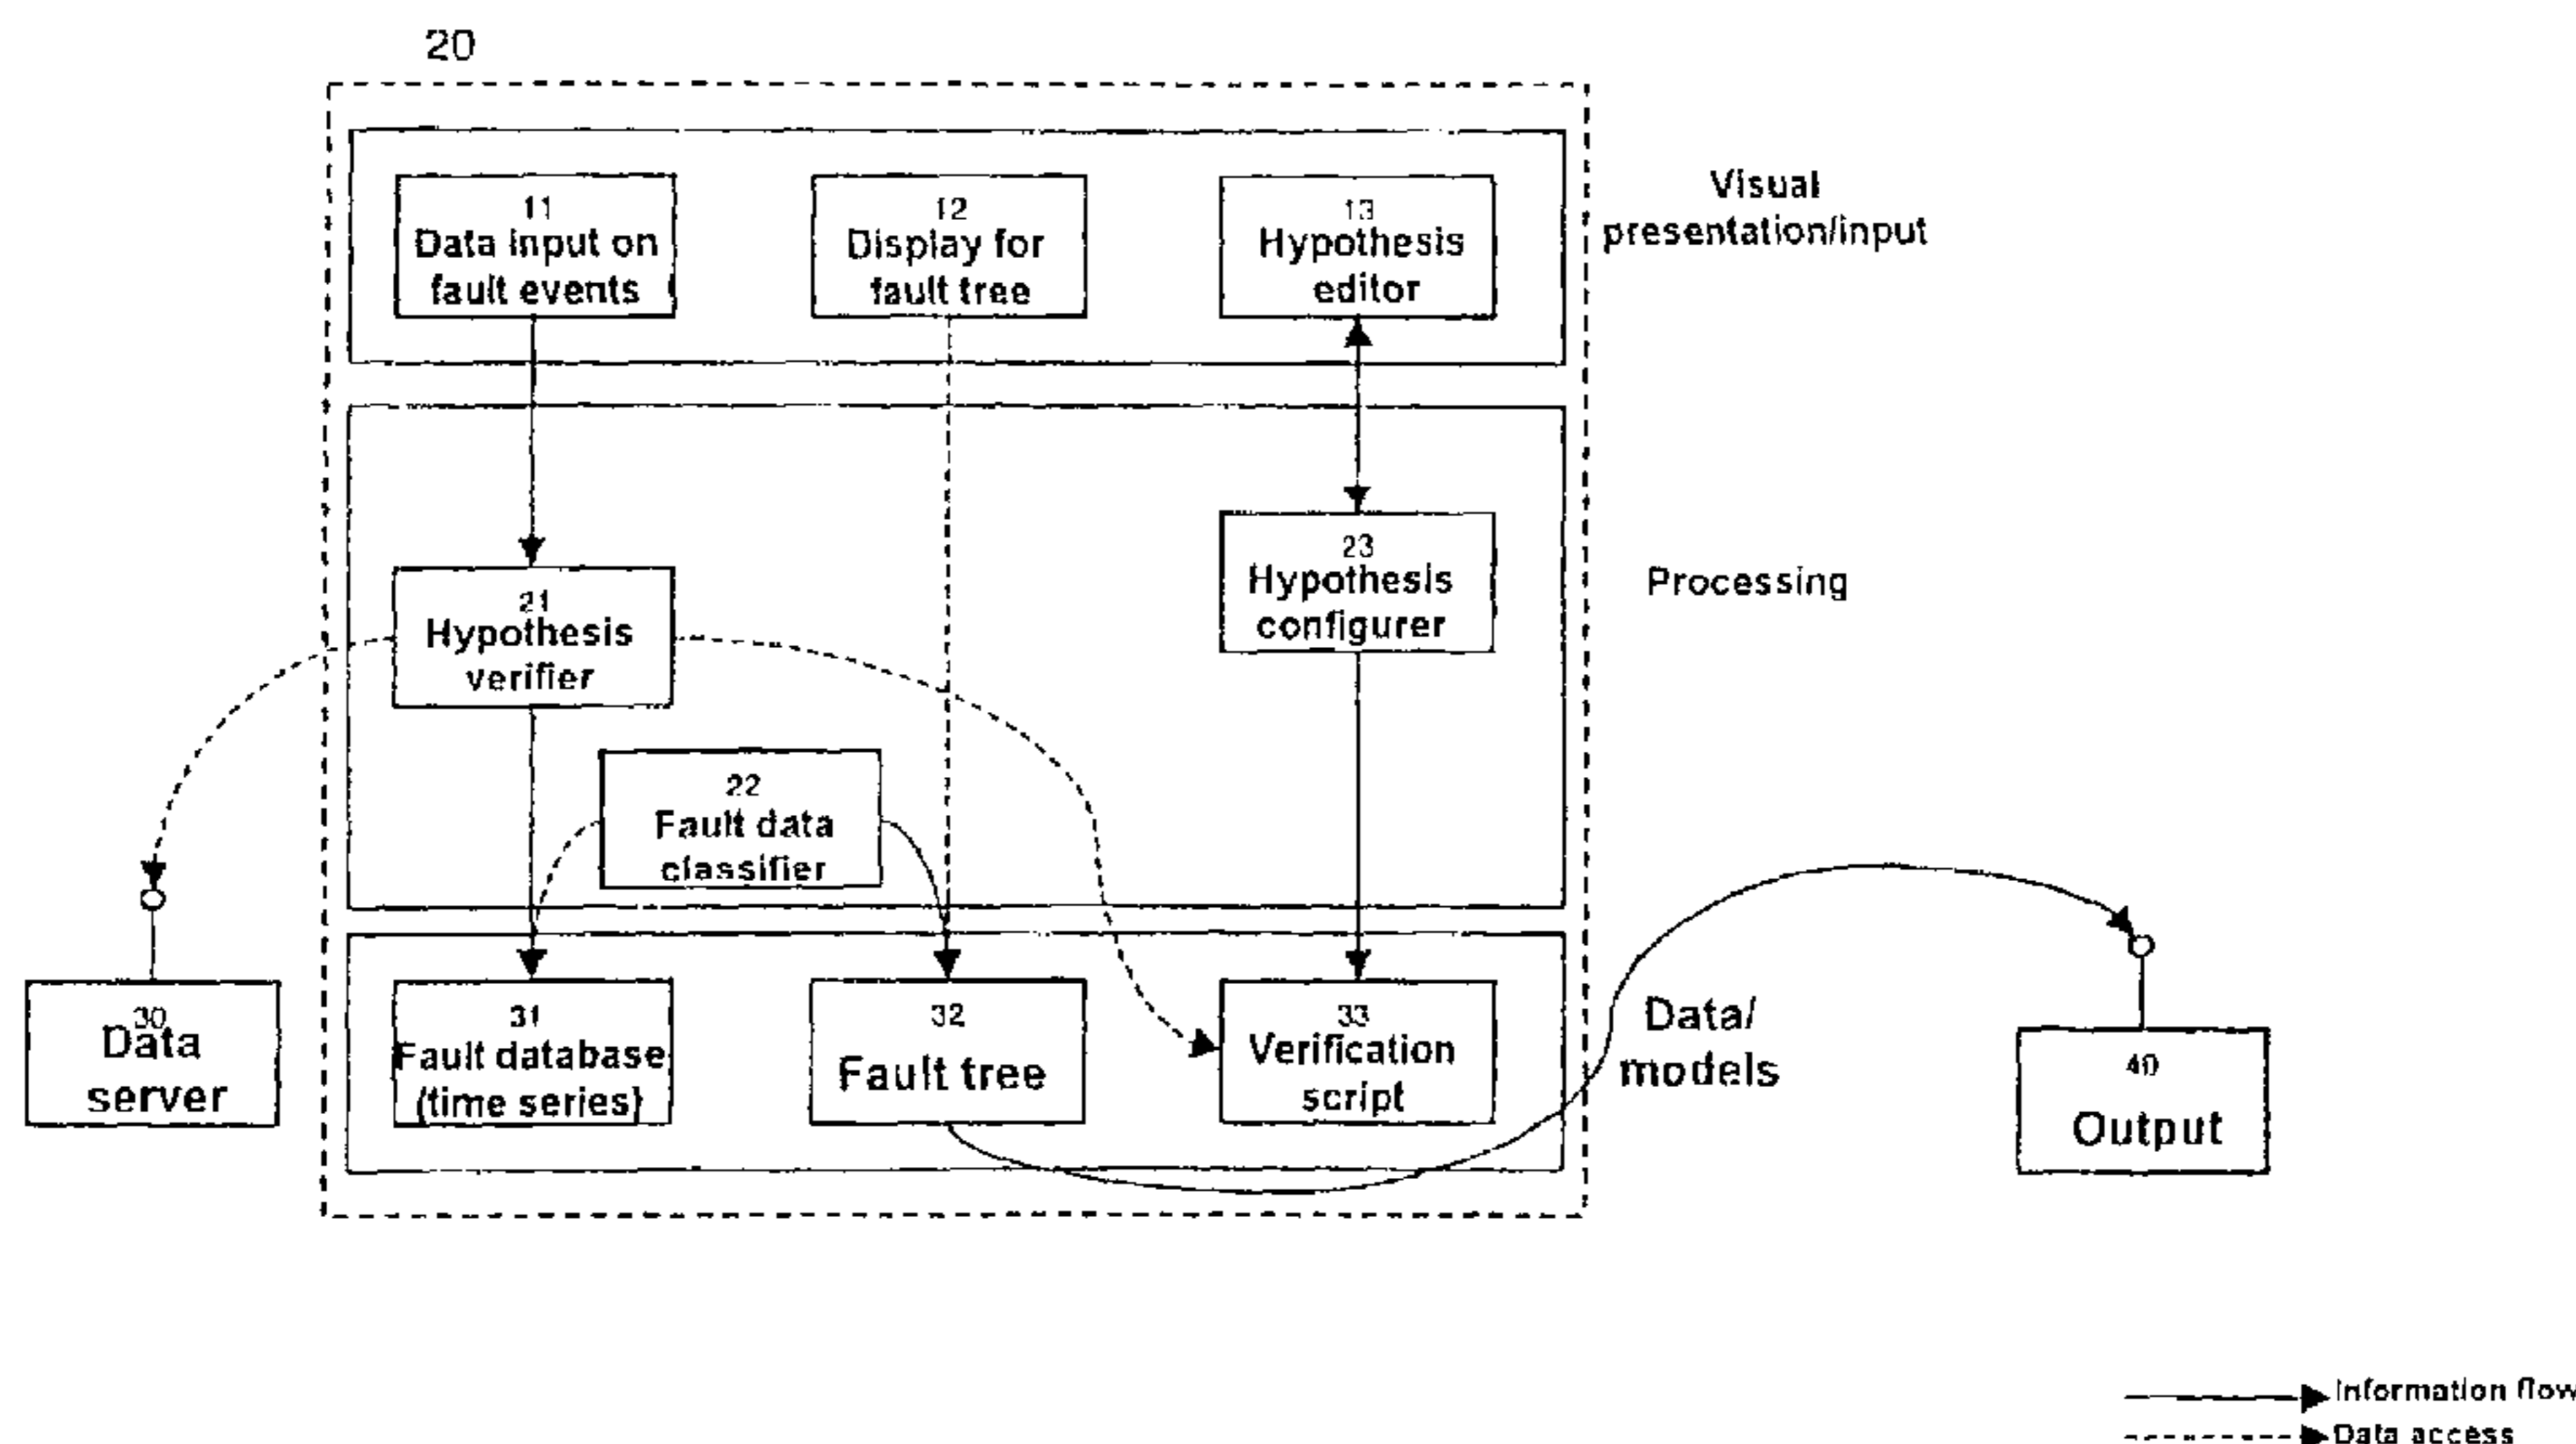 20
11
Data input on
fault events
12
Display for
fault tree
13
Hypothesis
editor
Visual
presentation/input
21
Hypothesis
verifier
23
Hypothesis
configurer
Processing
22
Fault data
classifier
30
Data
server
31
Fault database
(time series)
32
Fault tree
33
Verification
script
Data/
models
40
Output
Information flow
Data access